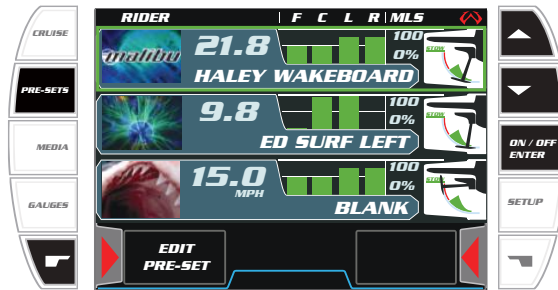 CRUISE
PRE-SETS
MEDIA
GAUGES
RIDER F C L R MLS
malibu 21.8 100 0% STOW
HALEY WAKEBOARD
9.8 100 0% STOW
ED SURF LEFT
15.0 MPH 100 0% STOW
BLANK
EDIT
PRE-SET
ON / OFF
ENTER
SETUP